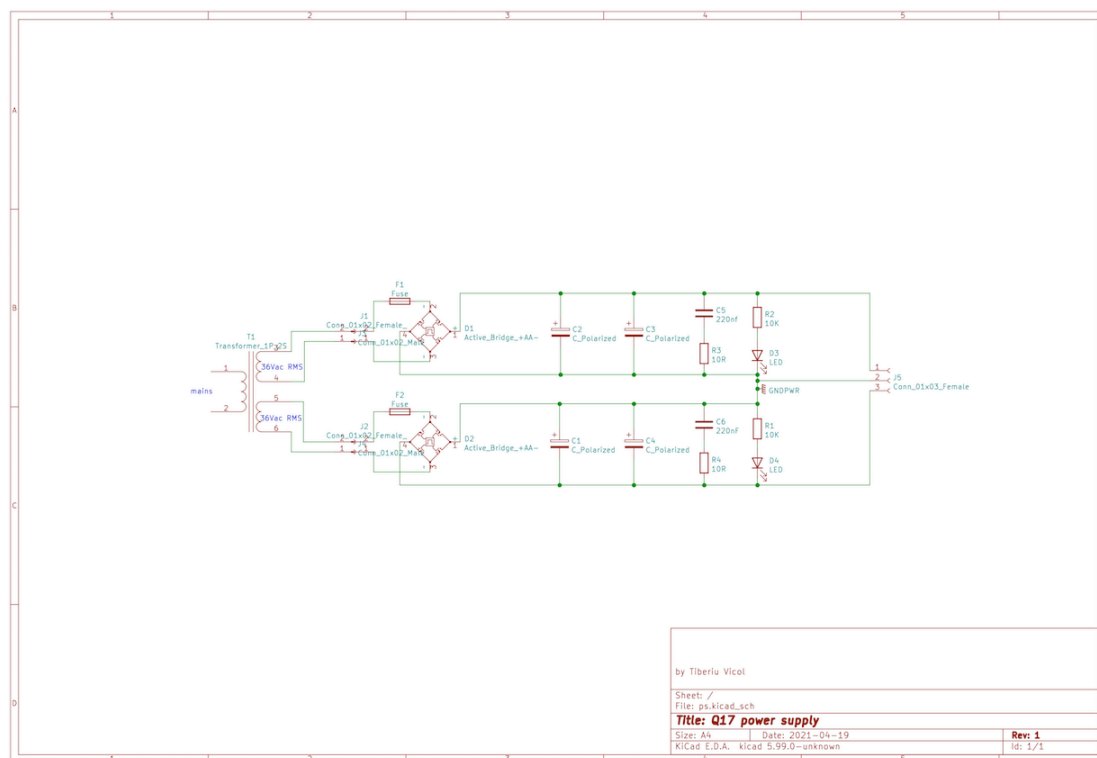 1 2 3 4 5
A
B
C
D
F1
Fuse
J1
Conn_01x02_Female
Conn_01x02_Male
T1
Transformer_1P_2S
36Vac RMS
mains
1
2
3
4
5
6
36Vac RMS
D1
Active_Bridge_+AA-
F2
Fuse
J2
Conn_01x02_Female
Conn_01x02_Male
D2
Active_Bridge_+AA-
C2
C_Polarized
C3
C_Polarized
C5
220nf
R3
10R
R2
10K
D3
LED
GNDPWR
1
2
3
J5
Conn_01x03_Female
C1
C_Polarized
C4
C_Polarized
C6
220nF
R4
10R
R1
10K
D4
LED
by Tiberiu Vicol
Sheet: /
File: ps.kicad_sch
Title: Q17 power supply
Size: A4 Date: 2021-04-19 Rev: 1
KiCad E.D.A. kicad 5.99.0-unknown Id: 1/1